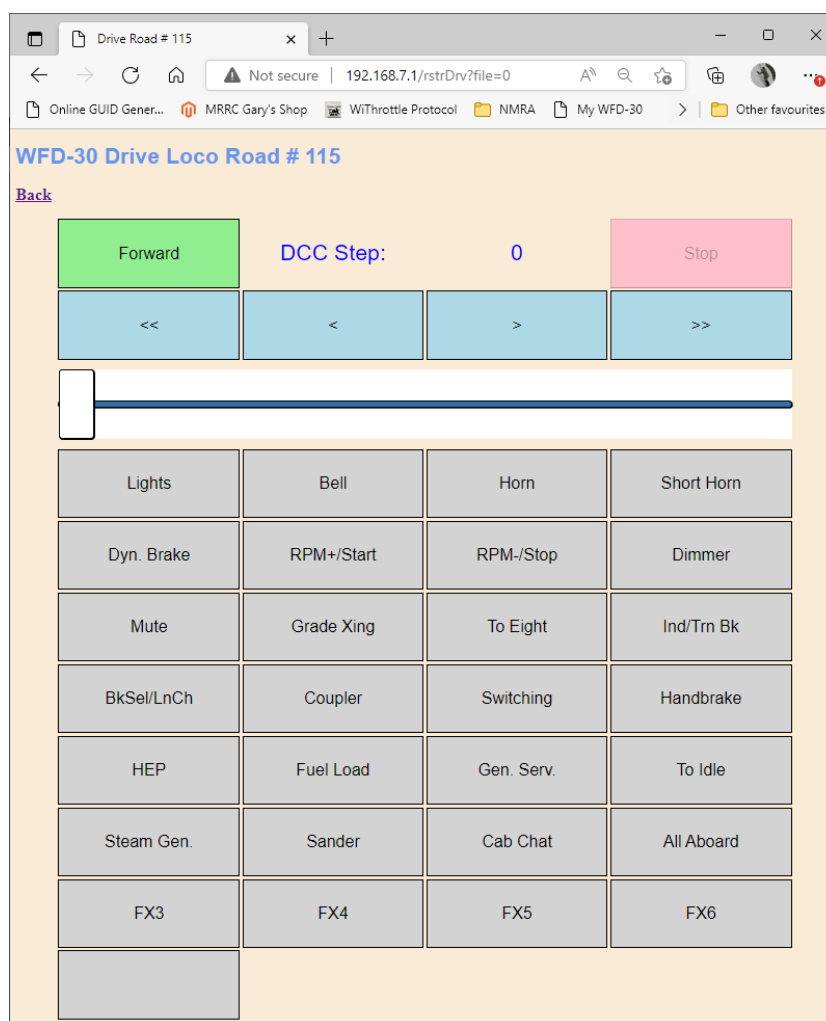 Drive Road # 115
Not secure | 192.168.7.1/rstrDrv?file=0
Online GUID Gener... MRRC Gary's Shop WiThrottle Protocol NMRA My WFD-30 > Other favourites
WFD-30 Drive Loco Road # 115
Back
Forward DCC Step: 0 Stop
<< < > >>
Lights Bell Horn Short Horn
Dyn. Brake RPM+/Start RPM-/Stop Dimmer
Mute Grade Xing To Eight Ind/Trn Bk
BkSel/LnCh Coupler Switching Handbrake
HEP Fuel Load Gen. Serv. To Idle
Steam Gen. Sander Cab Chat All Aboard
FX3 FX4 FX5 FX6